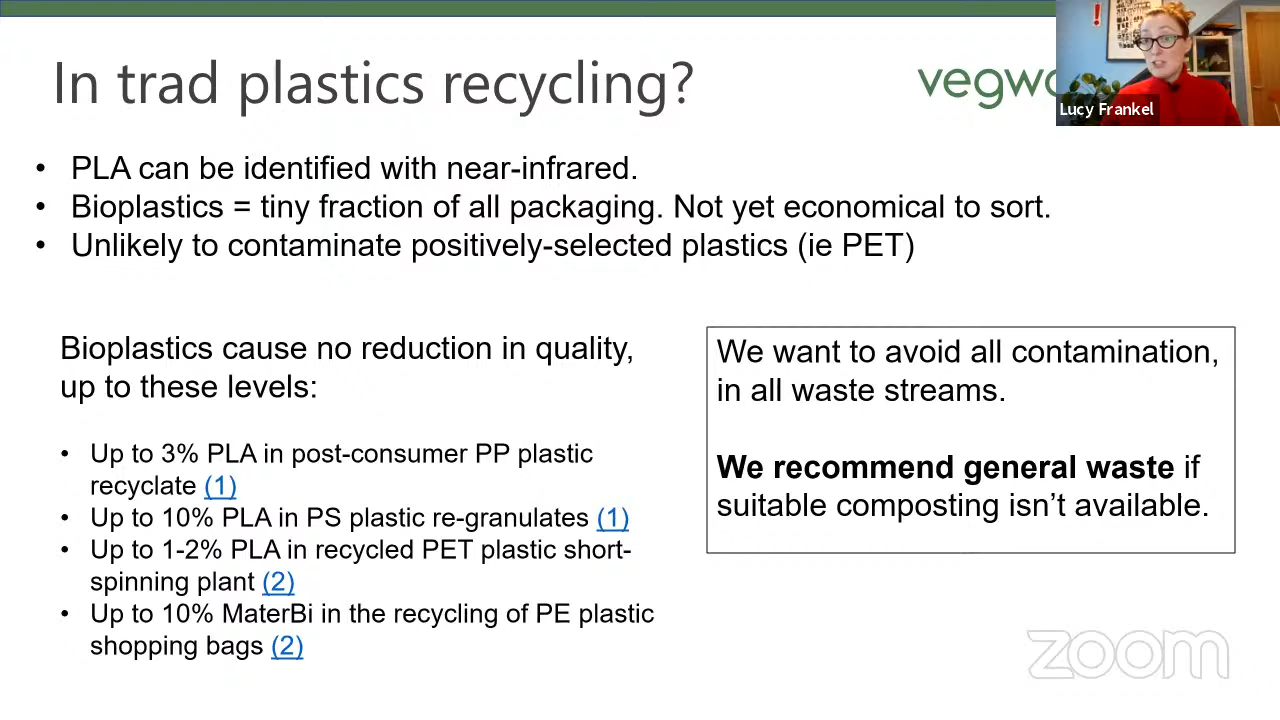 In trad plastics recycling?
vegwa
Lucy Frankel
• PLA can be identified with near-infrared.
• Bioplastics = tiny fraction of all packaging. Not yet economical to sort.
• Unlikely to contaminate positively-selected plastics (ie PET)
Bioplastics cause no reduction in quality,
up to these levels:
• Up to 3% PLA in post-consumer PP plastic
recyclate (1)
• Up to 10% PLA in PS plastic re-granulates (1)
• Up to 1-2% PLA in recycled PET plastic short-
spinning plant (2)
• Up to 10% MaterBi in the recycling of PE plastic
shopping bags (2)
We want to avoid all contamination,
in all waste streams.
We recommend general waste if
suitable composting isn’t available.
zoom